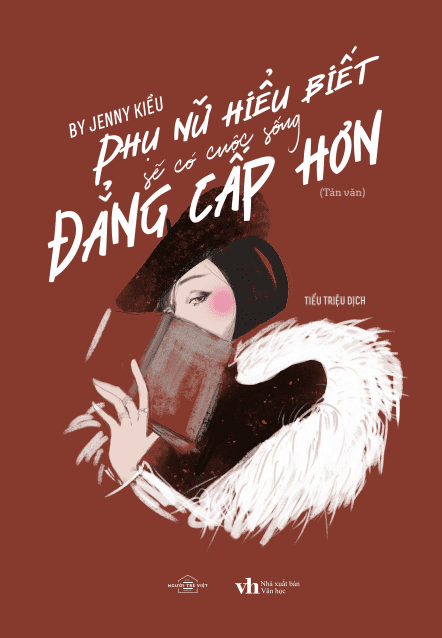 BY JENNY KIỀU
PHỤ NỮ HIỂU BIẾT
sẽ có cuộc sống
ĐẲNG CẤP HƠN
(Tản văn)
TIỂU TRIỆU DỊCH
NGƯỜI TRẺ VIỆT
vh Nhà xuất bản
Văn học